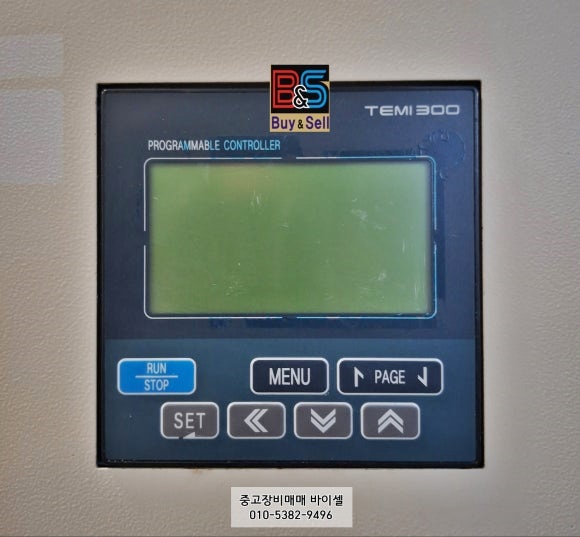 B&S
Buy & Sell
TEMI300
PROGRAMMABLE CONTROLLER
RUN
STOP
MENU
PAGE
SET
중고장비매매 바이셀
010-5382-9496